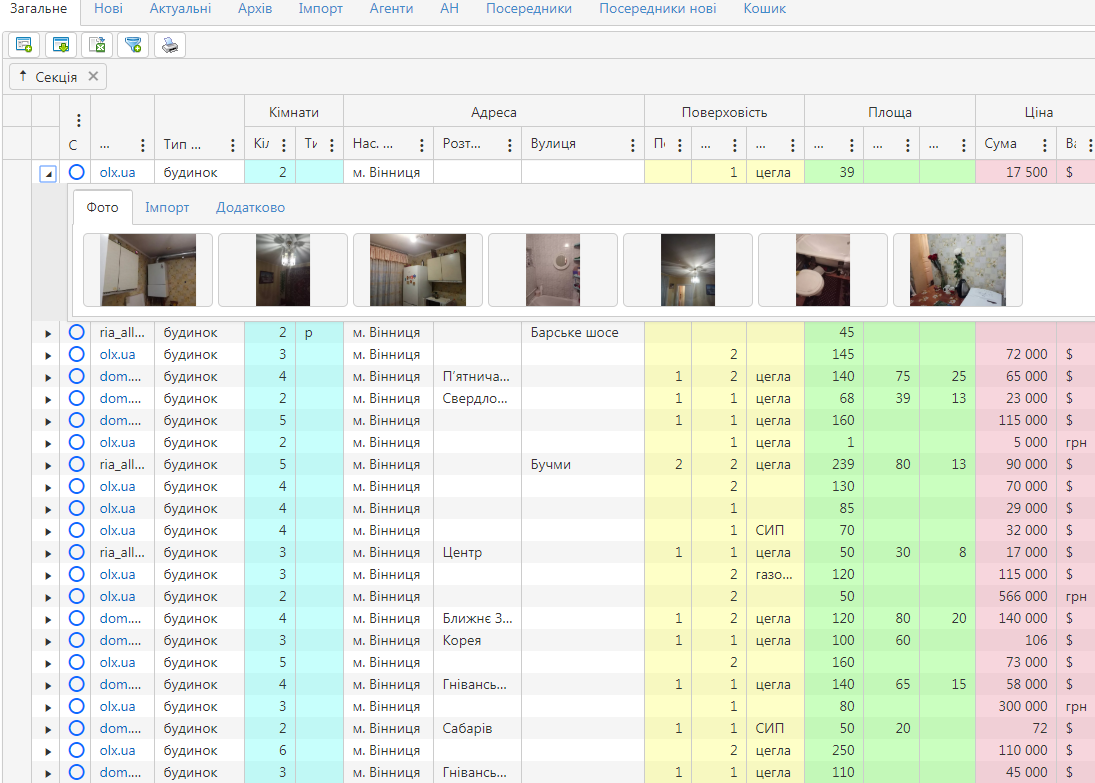 Загальне Нові Актуальні Архів Імпорт Агенти АН Посередники Посередники нові Кошик
↑ Секція ✕
Кімнати Адреса Поверховість Площа Ціна
С ... Тип ... Кіл Ти Нас. ... Розт... Вулиця По ... ... ... ... ... Сума Ва
olx.ua будинок 2 м. Вінниця 1 цегла 39 17 500 $
Фото Імпорт Додатково
ria_all... будинок 2 р м. Вінниця Барське шосе 45
olx.ua будинок 3 м. Вінниця 2 145 72 000 $
dom.... будинок 4 м. Вінниця П'ятнича... 1 2 цегла 140 75 25 65 000 $
dom.... будинок 2 м. Вінниця Свердло... 1 1 цегла 68 39 13 23 000 $
dom.... будинок 5 м. Вінниця 1 1 цегла 160 115 000 $
olx.ua будинок 2 м. Вінниця 1 цегла 1 5 000 грн
ria_all... будинок 5 м. Вінниця Бучми 2 2 цегла 239 80 13 90 000 $
olx.ua будинок 4 м. Вінниця 2 130 70 000 $
olx.ua будинок 4 м. Вінниця 1 85 29 000 $
olx.ua будинок 4 м. Вінниця 1 СИП 70 32 000 $
ria_all... будинок 3 м. Вінниця Центр 1 1 цегла 50 30 8 17 000 $
olx.ua будинок 3 м. Вінниця 2 газо... 120 115 000 $
olx.ua будинок 2 м. Вінниця 2 50 566 000 грн
dom.... будинок 4 м. Вінниця Ближнє З... 1 2 цегла 120 80 20 140 000 $
dom.... будинок 3 м. Вінниця Корея 1 1 цегла 100 60 106 $
olx.ua будинок 5 м. Вінниця 2 160 73 000 $
dom.... будинок 4 м. Вінниця Гнівансь... 1 1 цегла 140 65 15 58 000 $
olx.ua будинок 3 м. Вінниця 1 80 300 000 грн
dom.... будинок 2 м. Вінниця Сабарів 1 1 СИП 50 20 72 $
olx.ua будинок 6 м. Вінниця 2 цегла 250 110 000 $
dom.... будинок 3 м. Вінниця Гнівансь... 1 1 цегла 110 45 000 $